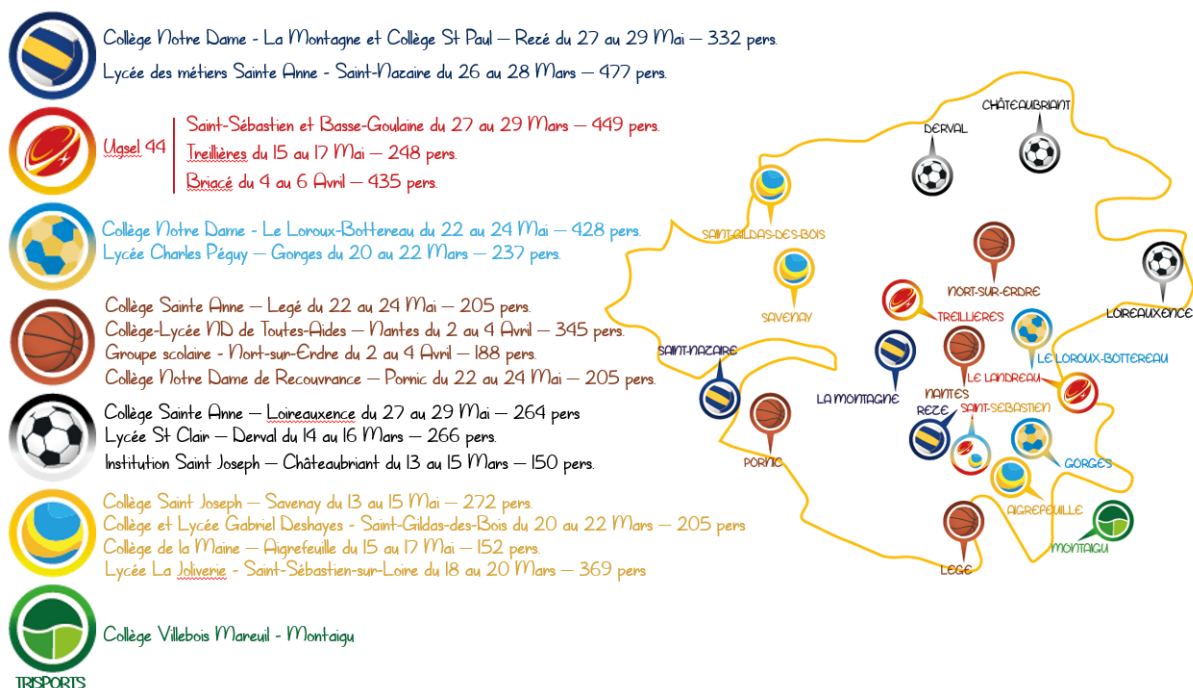 Collège Notre Dame - La Montagne et Collège St Paul – Rezé du 27 au 29 Mai – 332 pers.
Lycée des métiers Sainte Anne - Saint-Nazaire du 26 au 28 Mars – 477 pers.
Ugsel 44
Saint-Sébastien et Basse-Goulaine du 27 au 29 Mars – 449 pers.
Treillières du 15 au 17 Mai – 248 pers.
Briacé du 4 au 6 Avril – 435 pers.
Collège Notre Dame - Le Loroux-Bottereau du 22 au 24 Mai – 428 pers.
Lycée Charles Péguy – Gorges du 20 au 22 Mars – 237 pers.
Collège Sainte Anne – Legé du 22 au 24 Mai – 205 pers.
Collège-Lycée ND de Toutes-Aides – Nantes du 2 au 4 Avril – 345 pers.
Groupe scolaire - Nort-sur-Erdre du 2 au 4 Avril – 188 pers.
Collège Notre Dame de Recouvrance – Pornic du 22 au 24 Mai – 205 pers.
Collège Sainte Anne – Loireauxence du 27 au 29 Mai – 264 pers
Lycée St Clair – Derval du 14 au 16 Mars – 266 pers.
Institution Saint Joseph – Châteaubriant du 13 au 15 Mars – 150 pers.
Collège Saint Joseph – Savenay du 13 au 15 Mai – 272 pers.
Collège et Lycée Gabriel Deshayes - Saint-Gildas-des-Bois du 20 au 22 Mars – 205 pers
Collège de la Maine – Aigrefeuille du 15 au 17 Mai – 152 pers.
Lycée La Joliverie - Saint-Sébastien-sur-Loire du 18 au 20 Mars – 369 pers
Collège Villebois Mareuil - Montaigu
TRISPORTS
CHÂTEAUBRIANT
DERVAL
SAINT-GILDAS-DES-BOIS
NORT-SUR-ERDRE
SAVENAY
LOIREAUXENCE
TREILLIERES
SAINT-NAZAIRE
LE LOROUX-BOTTEREAU
LE LANDREAU
LA MONTAGNE
NANTES
REZE
SAINT-SEBASTIEN
PORNIC
GORGES
AIGREFEUILLE
MONTAIGU
LEGE